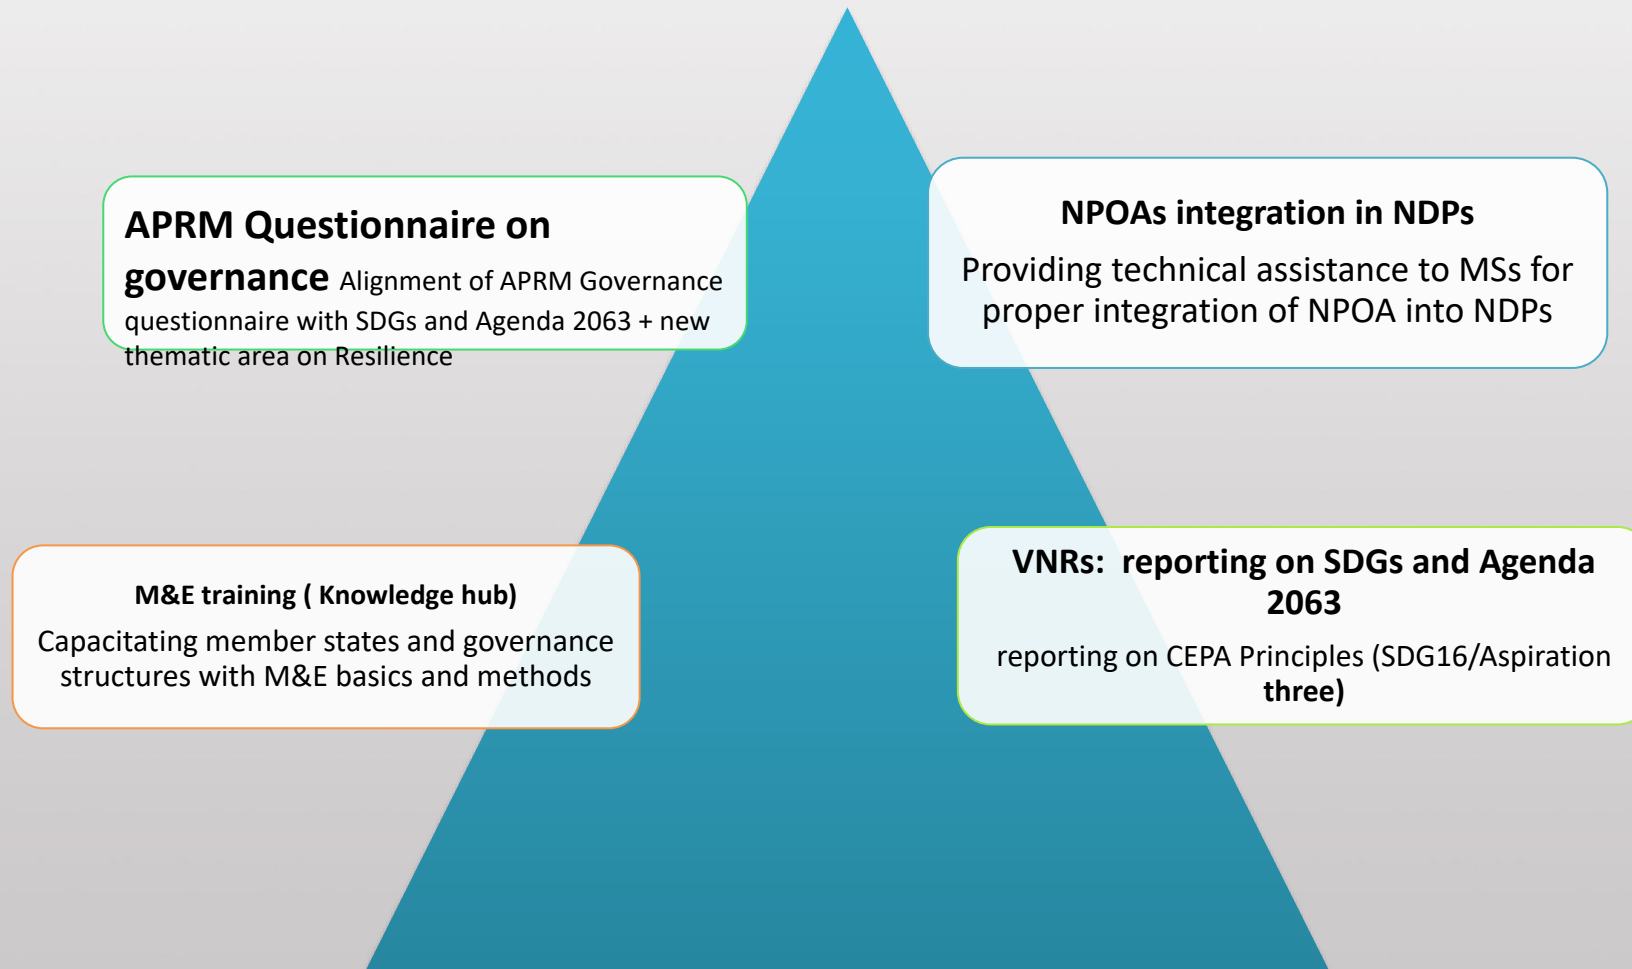 APRM Questionnaire on
governance Alignment of APRM Governance
questionnaire with SDGs and Agenda 2063 + new
thematic area on Resilience
NPOAs integration in NDPs
Providing technical assistance to MSs for
proper integration of NPOA into NDPs
M&E training ( Knowledge hub)
Capacitating member states and governance
structures with M&E basics and methods
VNRs:  reporting on SDGs and Agenda
2063
reporting on CEPA Principles (SDG16/Aspiration
three)